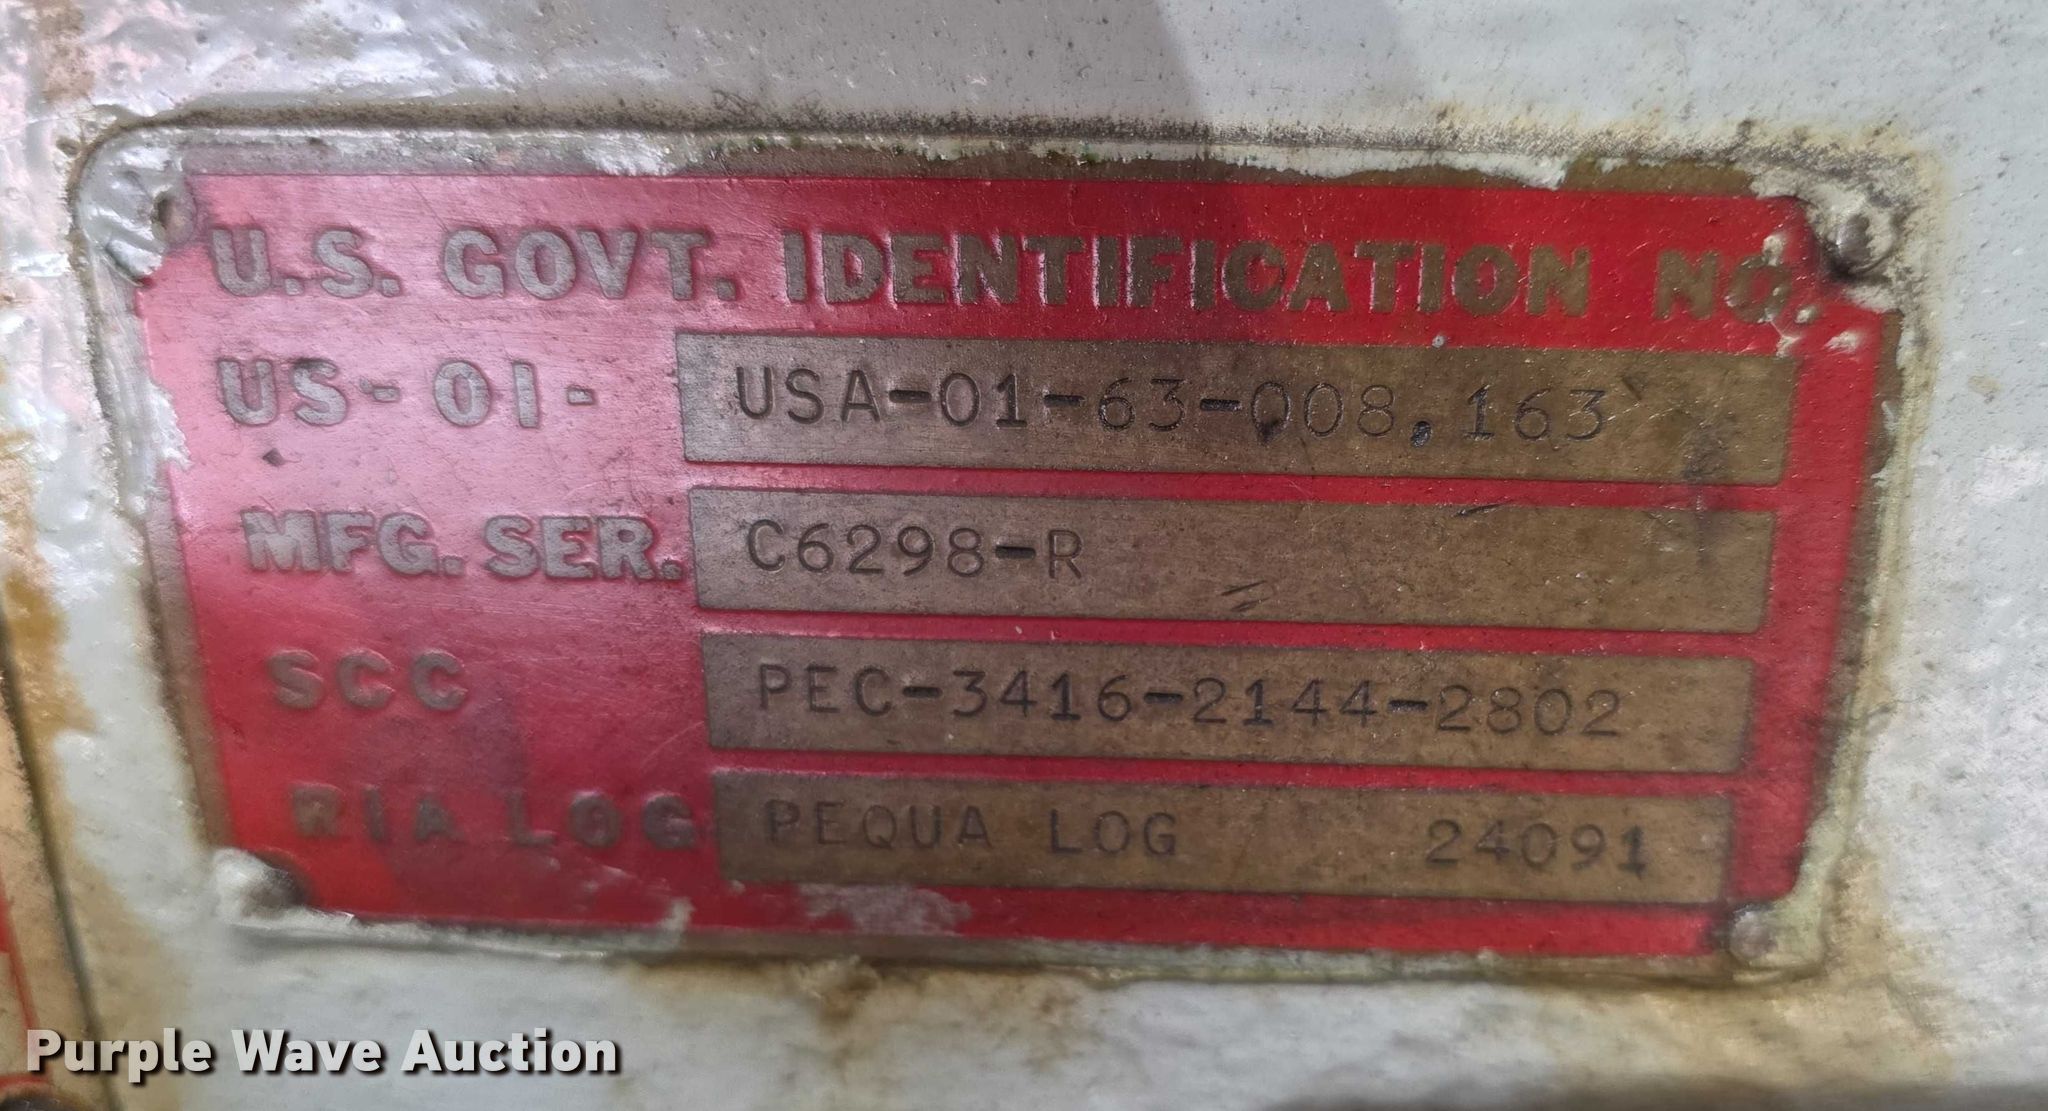 U.S. GOVT. IDENTIFICATION NO.
US-01- USA-01-63-008,163
MFG. SER. C6298-R
SCC PEC-3416-2144-2802
RIA LOG PEQUA LOG 24091
Purple Wave Auction